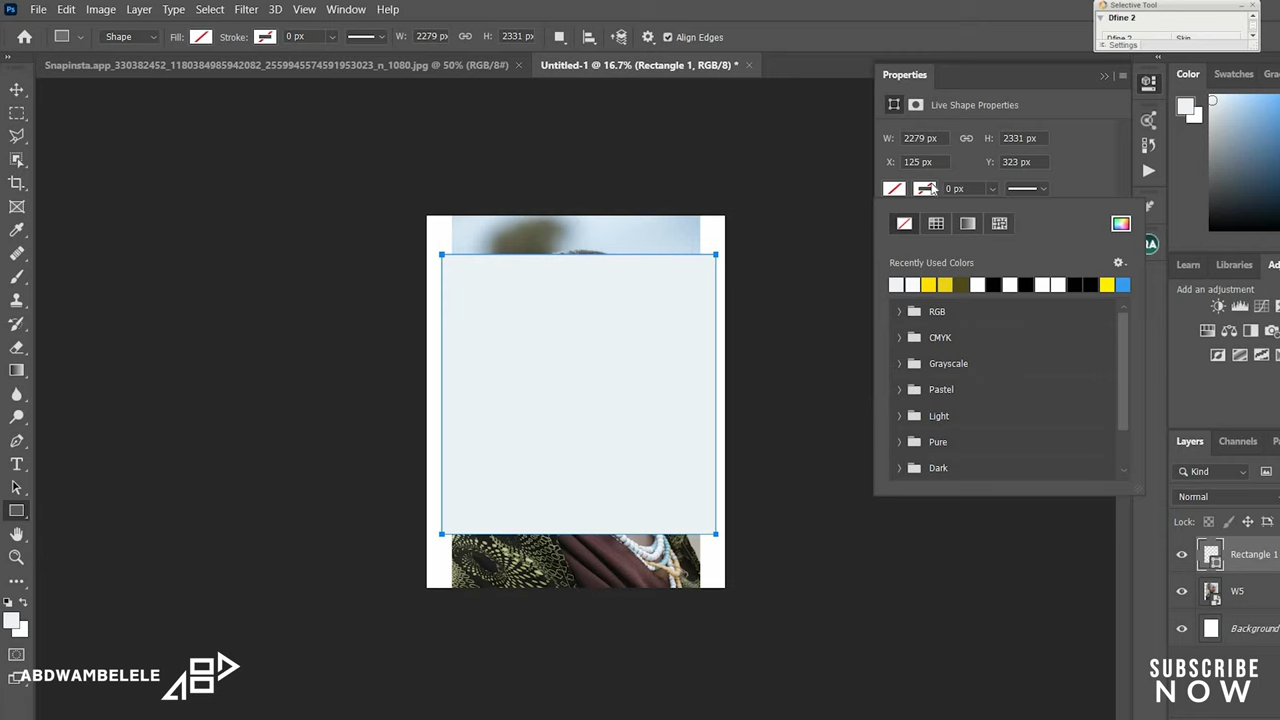 Ps File Edit Image Layer Type Select Filter 3D View Window Help
Selective Tool
Dfine 2
Dfine 2 Skin
Settings
Shape Fill: Stroke: 0 px W: 2279 px H: 2331 px Align Edges
Snapinsta.app_330382452_1180384985942082_2559945574591953023_n_1080.jpg @ 50% (RGB/8#) × Untitled-1 @ 16.7% (Rectangle 1, RGB/8) * ×
Properties
Color Swatches Gra
Live Shape Properties
W: 2279 px H: 2331 px
X: 125 px Y: 323 px
0 px
Recently Used Colors
RGB
CMYK
Grayscale
Pastel
Light
Pure
Dark
Learn Libraries Ad
Add an adjustment
Layers Channels Pa
Kind
Normal
Lock:
Rectangle 1
W5
Background
ABDWAMBELELE
SUBSCRIBE
NOW